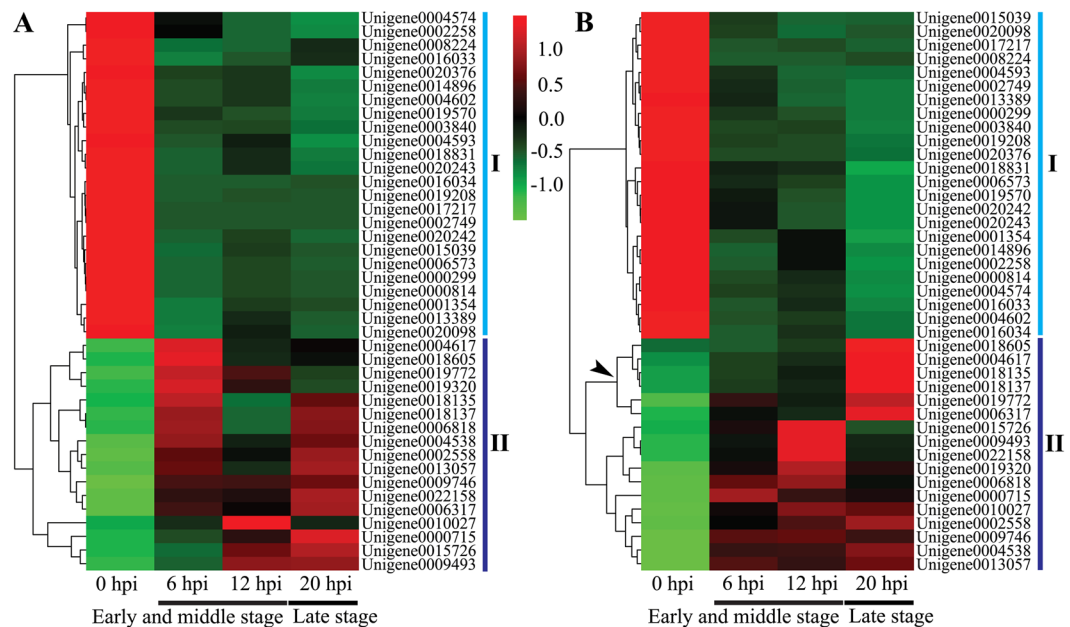 A
Unigene0004574
Unigene0002258
Unigene0008224
Unigene0016033
Unigene0020376
Unigene0014896
Unigene0004602
Unigene0019570
Unigene0003840
Unigene0004593
Unigene0018831
Unigene0020243
Unigene0016034
Unigene0019208
Unigene0017217
Unigene0002749
Unigene0020242
Unigene0015039
Unigene0006573
Unigene0000299
Unigene0000814
Unigene0001354
Unigene0013389
Unigene0020098
Unigene0004617
Unigene0018605
Unigene0019772
Unigene0019320
Unigene0018135
Unigene0018137
Unigene0006818
Unigene0004538
Unigene0002558
Unigene0013057
Unigene0009746
Unigene0022158
Unigene0006317
Unigene0010027
Unigene0000715
Unigene0015726
Unigene0009493
I
II
0 hpi 6 hpi 12 hpi 20 hpi
Early and middle stage Late stage
1.0
0.5
0.0
-0.5
-1.0
B
Unigene0015039
Unigene0020098
Unigene0017217
Unigene0008224
Unigene0004593
Unigene0002749
Unigene0013389
Unigene0000299
Unigene0003840
Unigene0019208
Unigene0020376
Unigene0018831
Unigene0006573
Unigene0019570
Unigene0020242
Unigene0020243
Unigene0001354
Unigene0014896
Unigene0002258
Unigene0000814
Unigene0004574
Unigene0016033
Unigene0004602
Unigene0016034
Unigene0018605
Unigene0004617
Unigene0018135
Unigene0018137
Unigene0019772
Unigene0006317
Unigene0015726
Unigene0009493
Unigene0022158
Unigene0019320
Unigene0006818
Unigene0000715
Unigene0010027
Unigene0002558
Unigene0009746
Unigene0004538
Unigene0013057
I
II
0 hpi 6 hpi 12 hpi 20 hpi
Early and middle stage Late stage